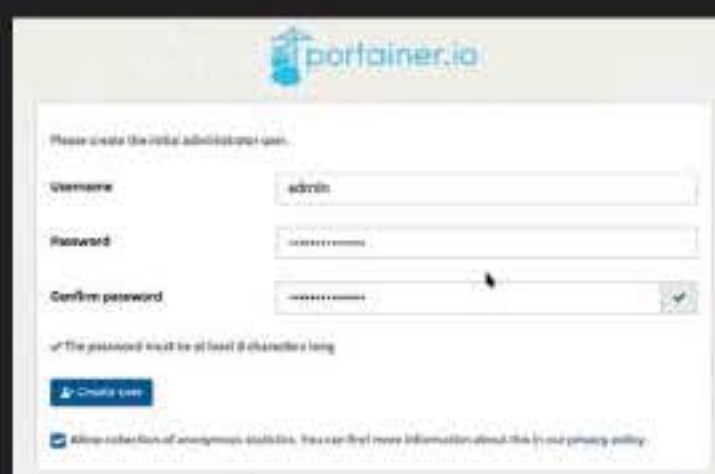 portainer.io
Please create the initial administrator user.
Username
admin
Password
Confirm password
The password must be at least 8 characters long
Create user
Allow collection of anonymous statistics. You can find more information about this in our privacy policy.